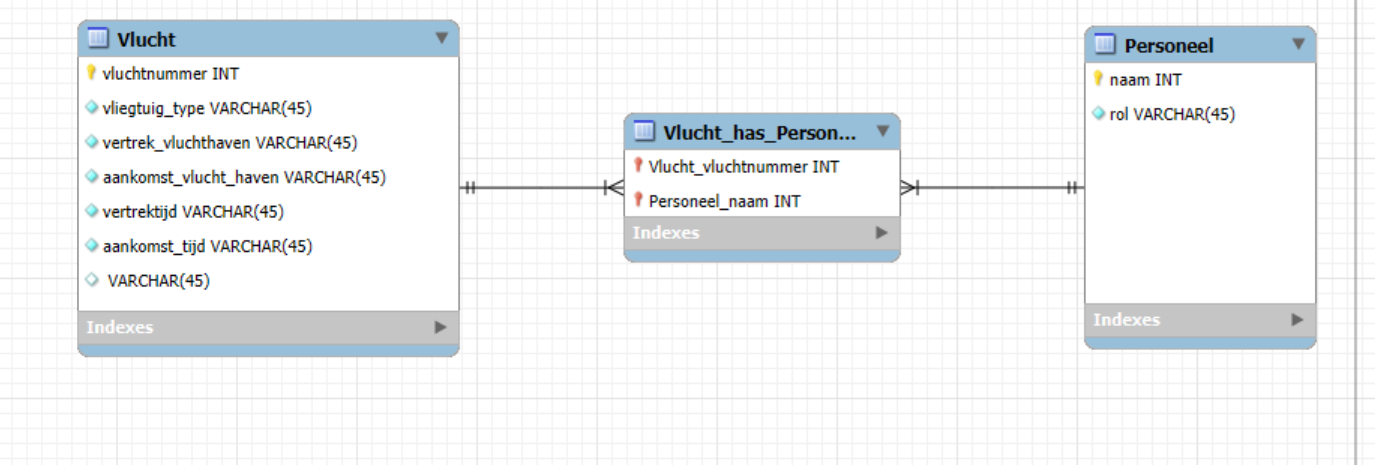 Vlucht
vluchtnummer INT
vliegtuig_type VARCHAR(45)
vertrek_vluchthaven VARCHAR(45)
aankomst_vlucht_haven VARCHAR(45)
vertrektijd VARCHAR(45)
aankomst_tijd VARCHAR(45)
VARCHAR(45)
Indexes
Vlucht_has_Person...
Vlucht_vluchtnummer INT
Personeel_naam INT
Indexes
Personeel
naam INT
rol VARCHAR(45)
Indexes